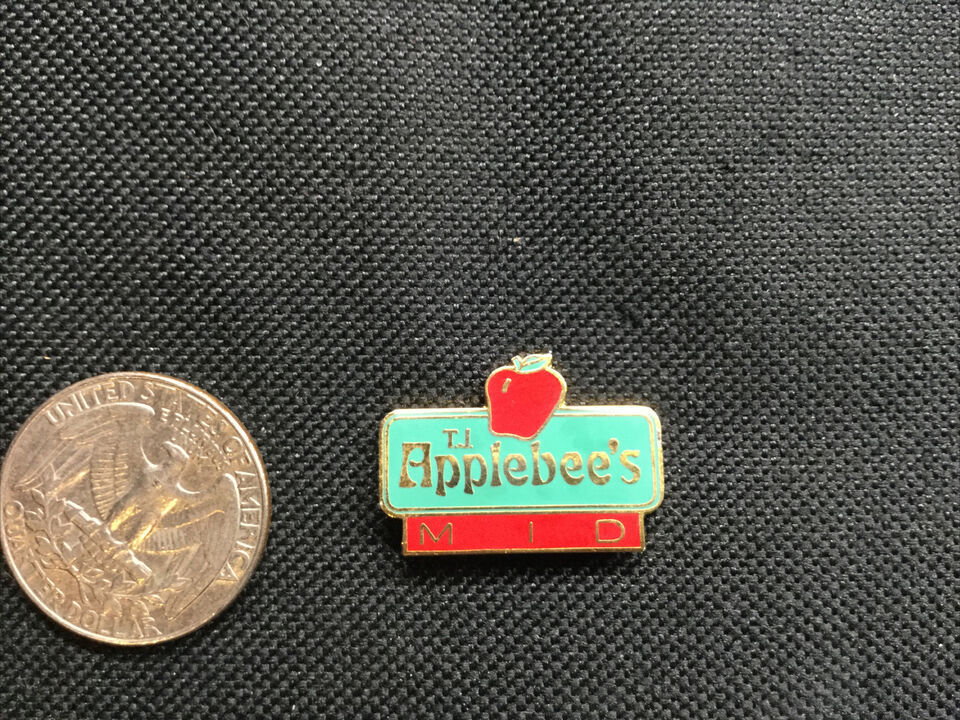 UNITED STATES OF AMERICA
QUARTER DOLLAR
T.J.
Applebee's
MID